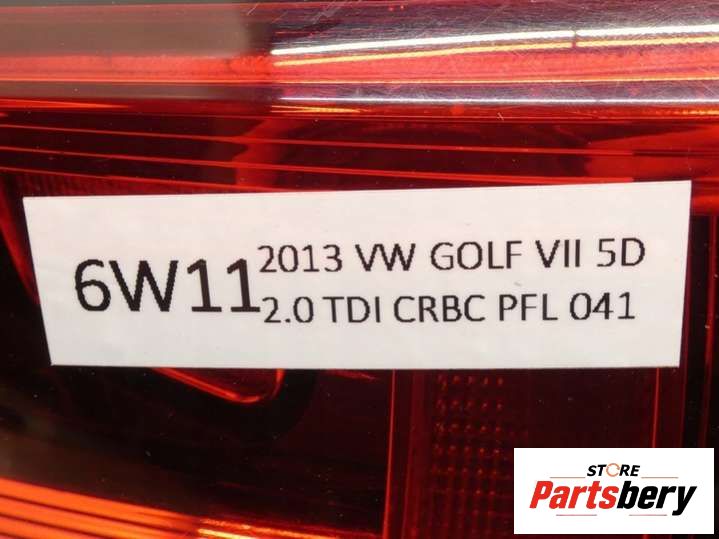 6W11
2013 VW GOLF VII 5D
2.0 TDI CRBC PFL 041
STORE
Partsbery